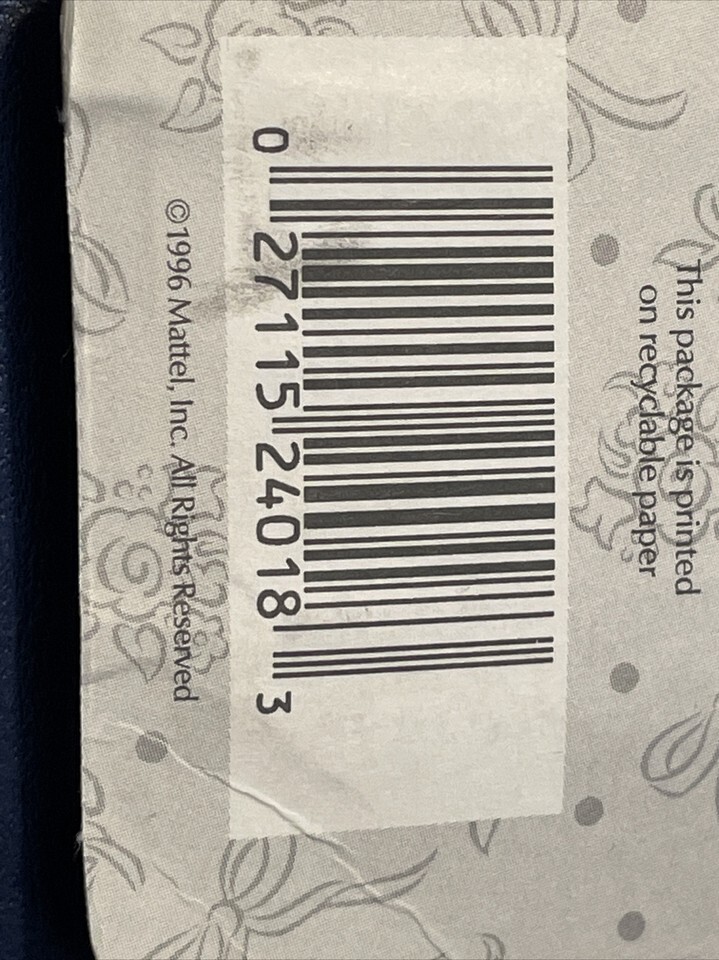 This package is printed
on recyclable paper
0 27115 24018 3
©1996 Mattel, Inc. All Rights Reserved